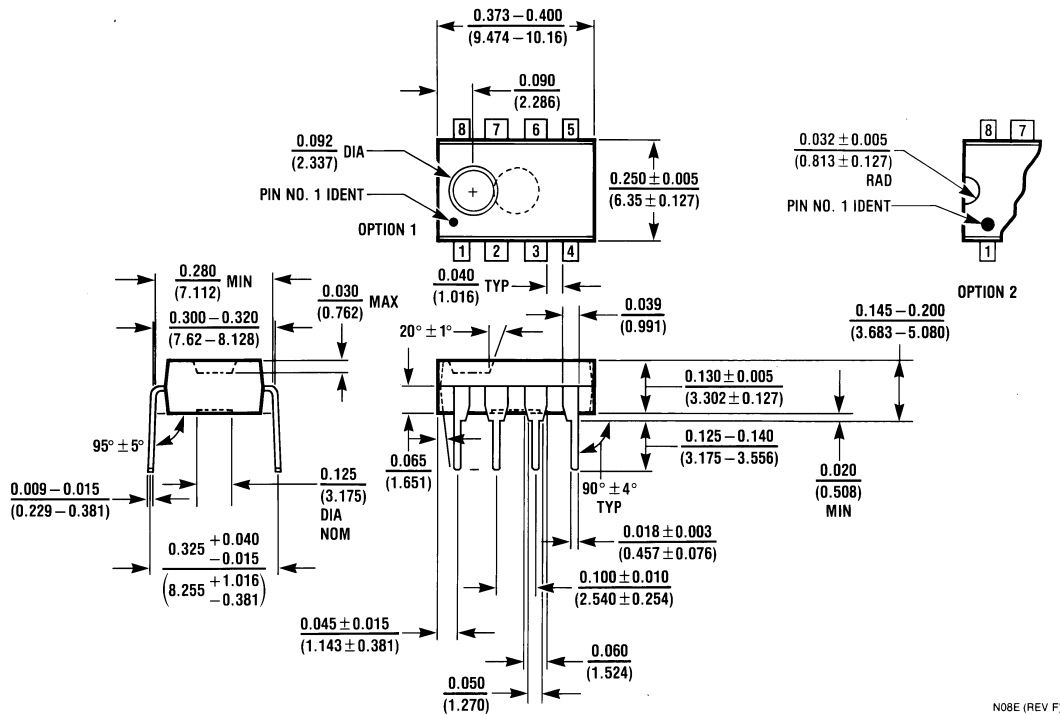 0.373 – 0.400
(9.474 – 10.16)
0.090
(2.286)
8 7 6 5
0.092
(2.337) DIA
PIN NO. 1 IDENT
OPTION 1
0.250 ± 0.005
(6.35 ± 0.127)
1 2 3 4
0.032 ± 0.005
(0.813 ± 0.127)
RAD
PIN NO. 1 IDENT
8 7
1
OPTION 2
0.280
(7.112) MIN
0.300 – 0.320
(7.62 – 8.128)
0.030
(0.762) MAX
0.040
(1.016) TYP
20° ± 1°
0.039
(0.991)
0.145 – 0.200
(3.683 – 5.080)
0.130 ± 0.005
(3.302 ± 0.127)
0.125 – 0.140
(3.175 – 3.556)
0.020
(0.508)
MIN
95° ± 5°
0.065
(1.651)
90° ± 4°
TYP
0.009 – 0.015
(0.229 – 0.381)
0.125
(3.175)
DIA
NOM
0.018 ± 0.003
(0.457 ± 0.076)
0.325 +0.040
−0.015
(8.255 +1.016
−0.381)
0.100 ± 0.010
(2.540 ± 0.254)
0.045 ± 0.015
(1.143 ± 0.381)
0.060
(1.524)
0.050
(1.270)
N08E (REV F